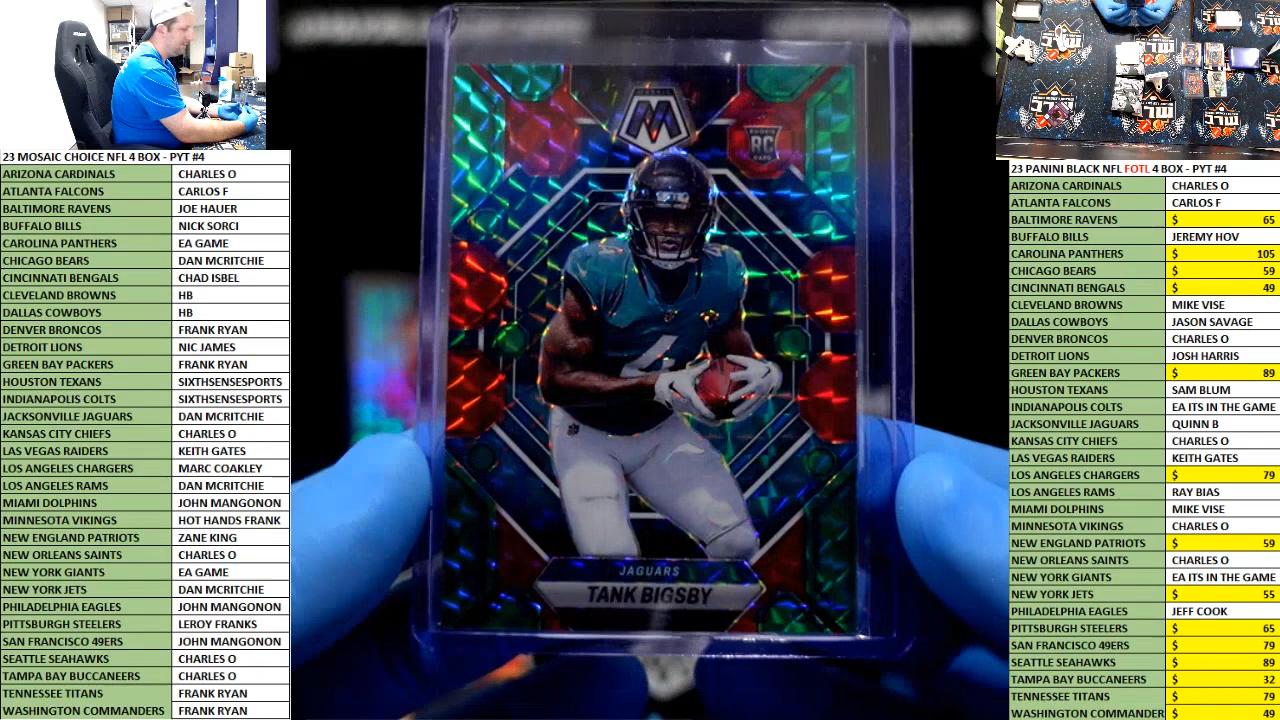 23 MOSAIC CHOICE NFL 4 BOX - PYT #4
ARIZONA CARDINALS CHARLES O
ATLANTA FALCONS CARLOS F
BALTIMORE RAVENS JOE HAUER
BUFFALO BILLS NICK SORCI
CAROLINA PANTHERS EA GAME
CHICAGO BEARS DAN MCRITCHIE
CINCINNATI BENGALS CHAD ISBEL
CLEVELAND BROWNS HB
DALLAS COWBOYS HB
DENVER BRONCOS FRANK RYAN
DETROIT LIONS NIC JAMES
GREEN BAY PACKERS FRANK RYAN
HOUSTON TEXANS SIXTHSENSESPORTS
INDIANAPOLIS COLTS SIXTHSENSESPORTS
JACKSONVILLE JAGUARS DAN MCRITCHIE
KANSAS CITY CHIEFS CHARLES O
LAS VEGAS RAIDERS KEITH GATES
LOS ANGELES CHARGERS MARC COAKLEY
LOS ANGELES RAMS DAN MCRITCHIE
MIAMI DOLPHINS JOHN MANGONON
MINNESOTA VIKINGS HOT HANDS FRANK
NEW ENGLAND PATRIOTS ZANE KING
NEW ORLEANS SAINTS CHARLES O
NEW YORK GIANTS EA GAME
NEW YORK JETS DAN MCRITCHIE
PHILADELPHIA EAGLES JOHN MANGONON
PITTSBURGH STEELERS LEROY FRANKS
SAN FRANCISCO 49ERS JOHN MANGONON
SEATTLE SEAHAWKS CHARLES O
TAMPA BAY BUCCANEERS CHARLES O
TENNESSEE TITANS FRANK RYAN
WASHINGTON COMMANDERS FRANK RYAN
MOSAIC
M
ROOKIE
RC
CARD
4
JAGUARS
TANK BIGSBY
23 PANINI BLACK NFL FOTL 4 BOX - PYT #4
ARIZONA CARDINALS CHARLES O
ATLANTA FALCONS CARLOS F
BALTIMORE RAVENS $ 65
BUFFALO BILLS JEREMY HOV
CAROLINA PANTHERS $ 105
CHICAGO BEARS $ 59
CINCINNATI BENGALS $ 49
CLEVELAND BROWNS MIKE VISE
DALLAS COWBOYS JASON SAVAGE
DENVER BRONCOS CHARLES O
DETROIT LIONS JOSH HARRIS
GREEN BAY PACKERS $ 89
HOUSTON TEXANS SAM BLUM
INDIANAPOLIS COLTS EA ITS IN THE GAME
JACKSONVILLE JAGUARS QUINN B
KANSAS CITY CHIEFS CHARLES O
LAS VEGAS RAIDERS KEITH GATES
LOS ANGELES CHARGERS $ 79
LOS ANGELES RAMS RAY BIAS
MIAMI DOLPHINS MIKE VISE
MINNESOTA VIKINGS CHARLES O
NEW ENGLAND PATRIOTS $ 59
NEW ORLEANS SAINTS CHARLES O
NEW YORK GIANTS EA ITS IN THE GAME
NEW YORK JETS $ 55
PHILADELPHIA EAGLES JEFF COOK
PITTSBURGH STEELERS $ 65
SAN FRANCISCO 49ERS $ 79
SEATTLE SEAHAWKS $ 89
TAMPA BAY BUCCANEERS $ 32
TENNESSEE TITANS $ 79
WASHINGTON COMMANDER $ 49